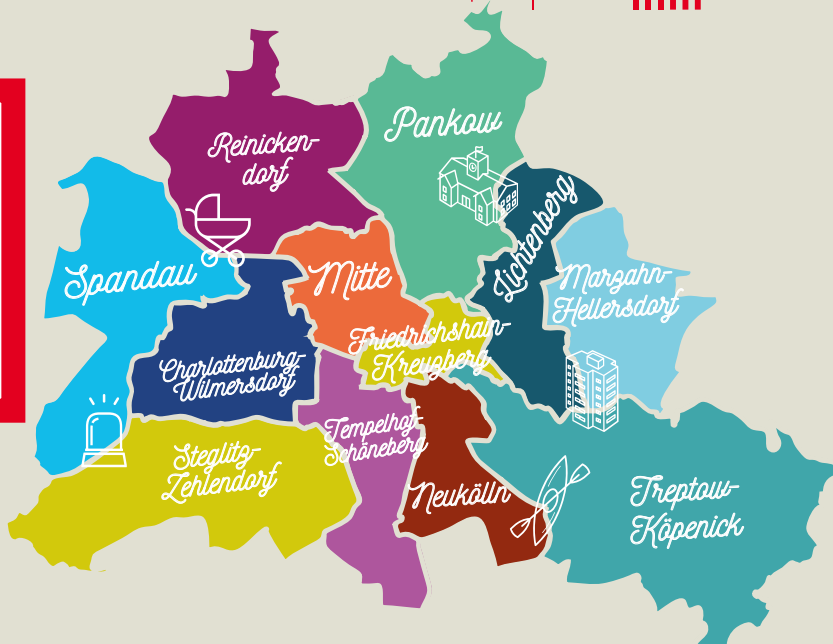 Pankow
Reinicken-
dorf
Lichtenberg
Spandau
Mitte
Marzahn-
Hellersdorf
Friedrichshain-
Kreuzberg
Charlottenburg-
Wilmersdorf
Tempelhof-
Schöneberg
Steglitz-
Zehlendorf
Neukölln
Treptow-
Köpenick